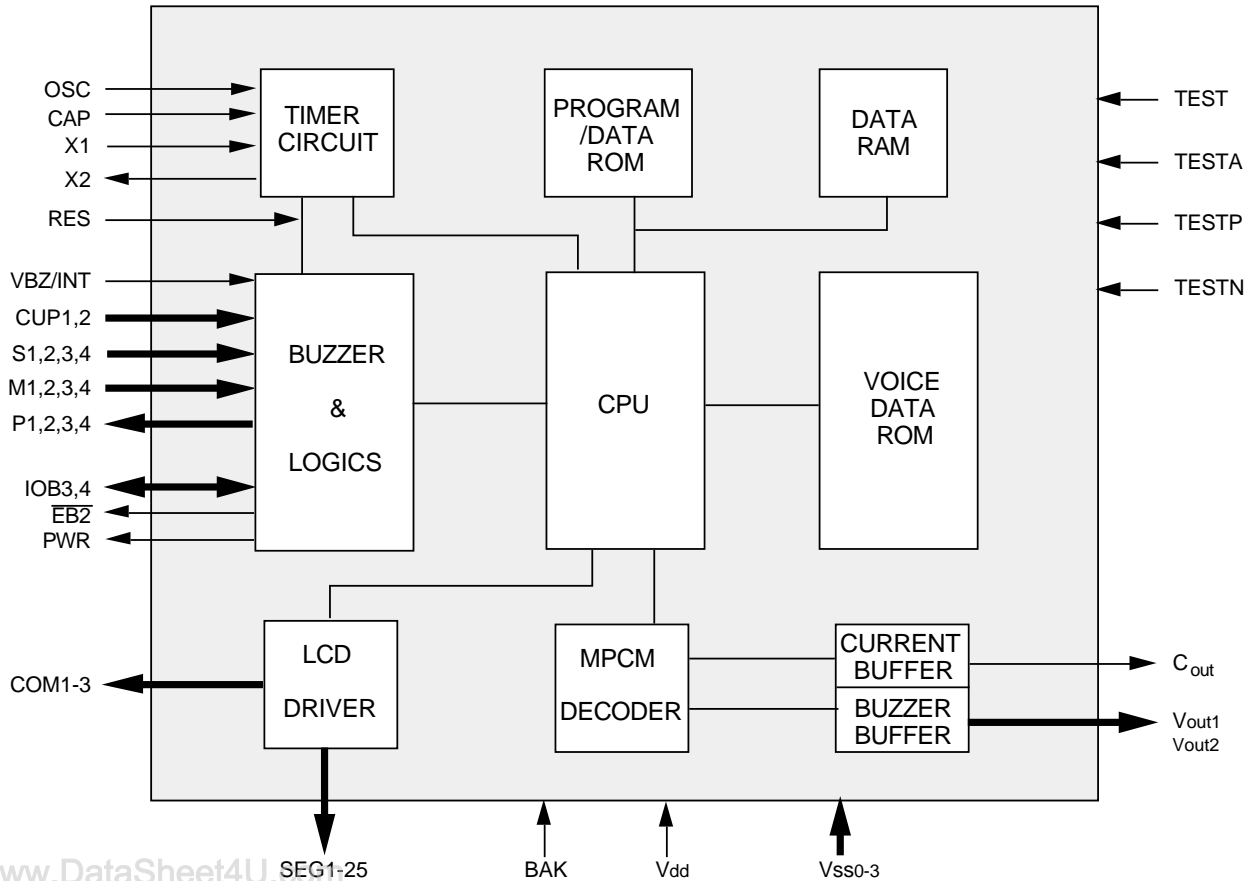 OSC
CAP
X1
X2
RES
VBZ/INT
CUP1,2
S1,2,3,4
M1,2,3,4
P1,2,3,4
IOB3,4
EB2
PWR
COM1-3
TIMER
CIRCUIT
PROGRAM
/DATA
ROM
DATA
RAM
BUZZER
&
LOGICS
CPU
VOICE
DATA
ROM
LCD
DRIVER
MPCM
DECODER
CURRENT
BUFFER
BUZZER
BUFFER
TEST
TESTA
TESTP
TESTN
Cout
Vout1
Vout2
SEG1-25
BAK
Vdd
Vss0-3
ww.DataSheet4U.com